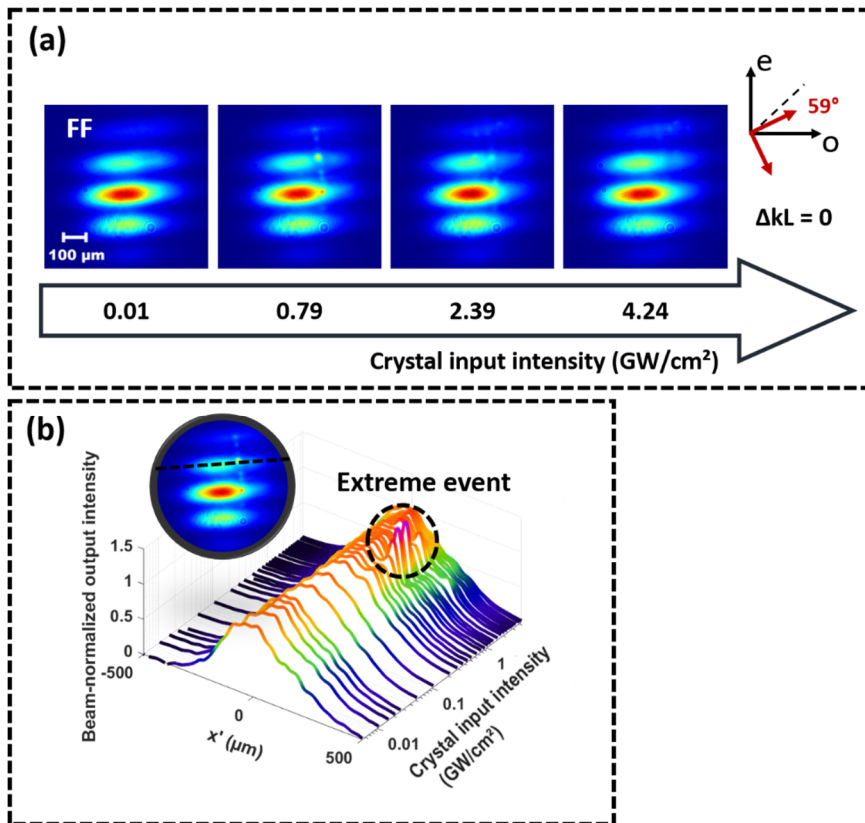 (a)
FF
100 µm
e
59°
o
ΔkL = 0
0.01 0.79 2.39 4.24
Crystal input intensity (GW/cm²)
(b)
Extreme event
Beam-normalized output intensity
1.5
1
0.5
0
-500
0
500
x' (µm)
0.01
0.1
1
Crystal input intensity
(GW/cm²)